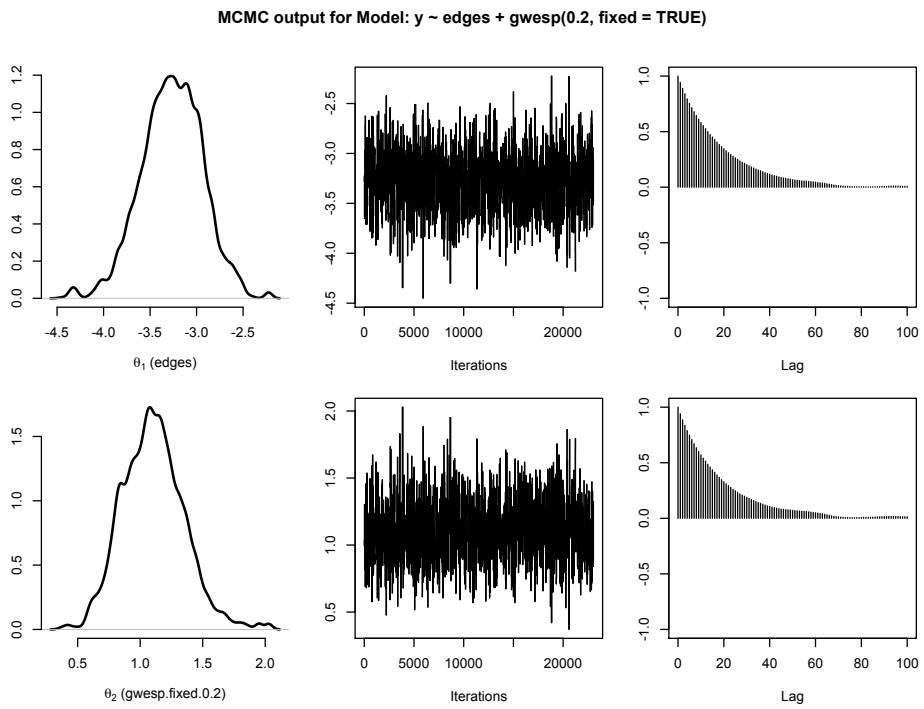 MCMC output for Model: y ~ edges + gwesp(0.2, fixed = TRUE)
0.0 0.2 0.4 0.6 0.8 1.0 1.2
-4.5 -4.0 -3.5 -3.0 -2.5
θ1 (edges)
-4.5 -4.0 -3.5 -3.0 -2.5
0 5000 10000 20000
Iterations
-1.0 -0.5 0.0 0.5 1.0
0 20 40 60 80 100
Lag
0.0 0.5 1.0 1.5
0.5 1.0 1.5 2.0
θ2 (gwesp.fixed.0.2)
0.5 1.0 1.5 2.0
0 5000 10000 20000
Iterations
-1.0 -0.5 0.0 0.5 1.0
0 20 40 60 80 100
Lag